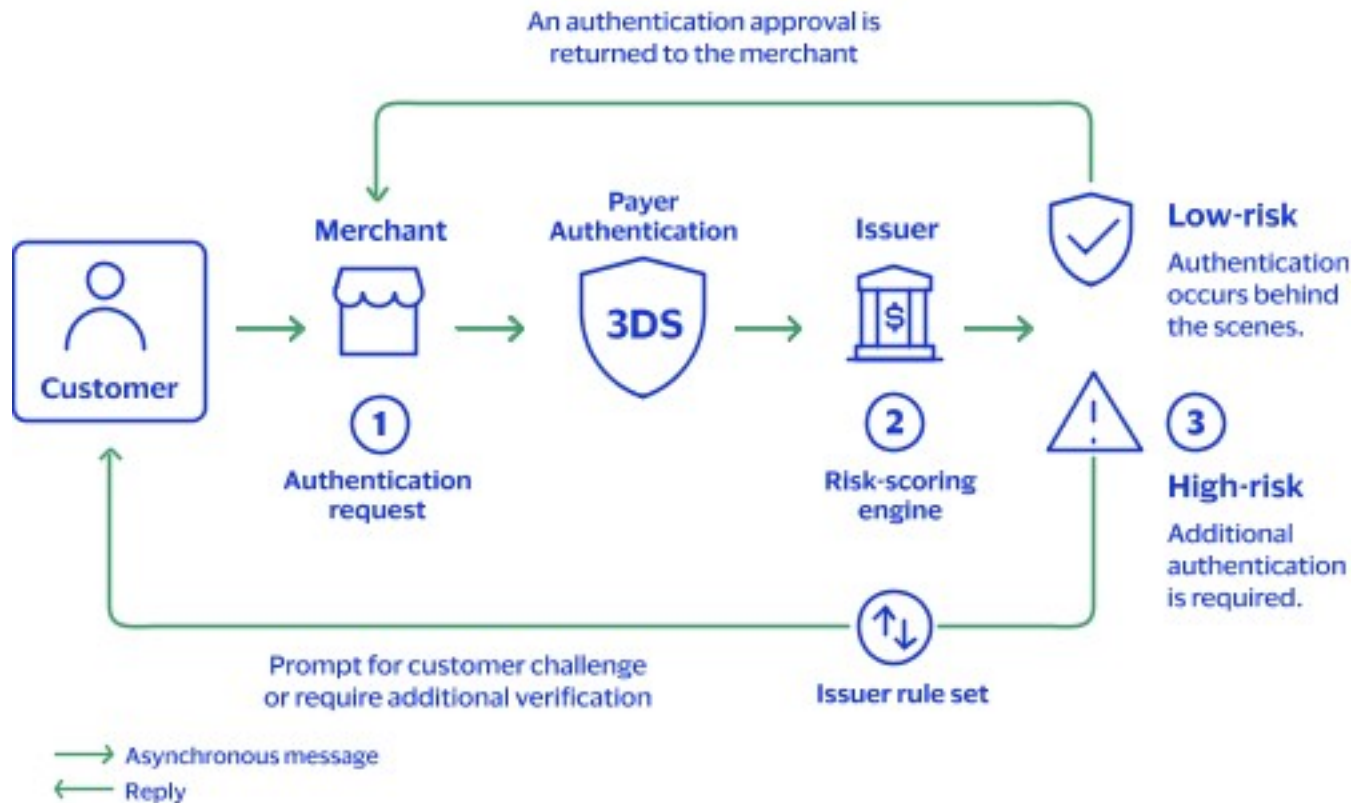 An authentication approval is
returned to the merchant
Payer
Authentication
Merchant
Issuer
Low-risk
Authentication
occurs behind
the scenes.
3DS
$
Customer
1
Authentication
request
2
Risk-scoring
engine
3
High-risk
Additional
authentication
is required.
Prompt for customer challenge
or require additional verification
Issuer rule set
Asynchronous message
Reply